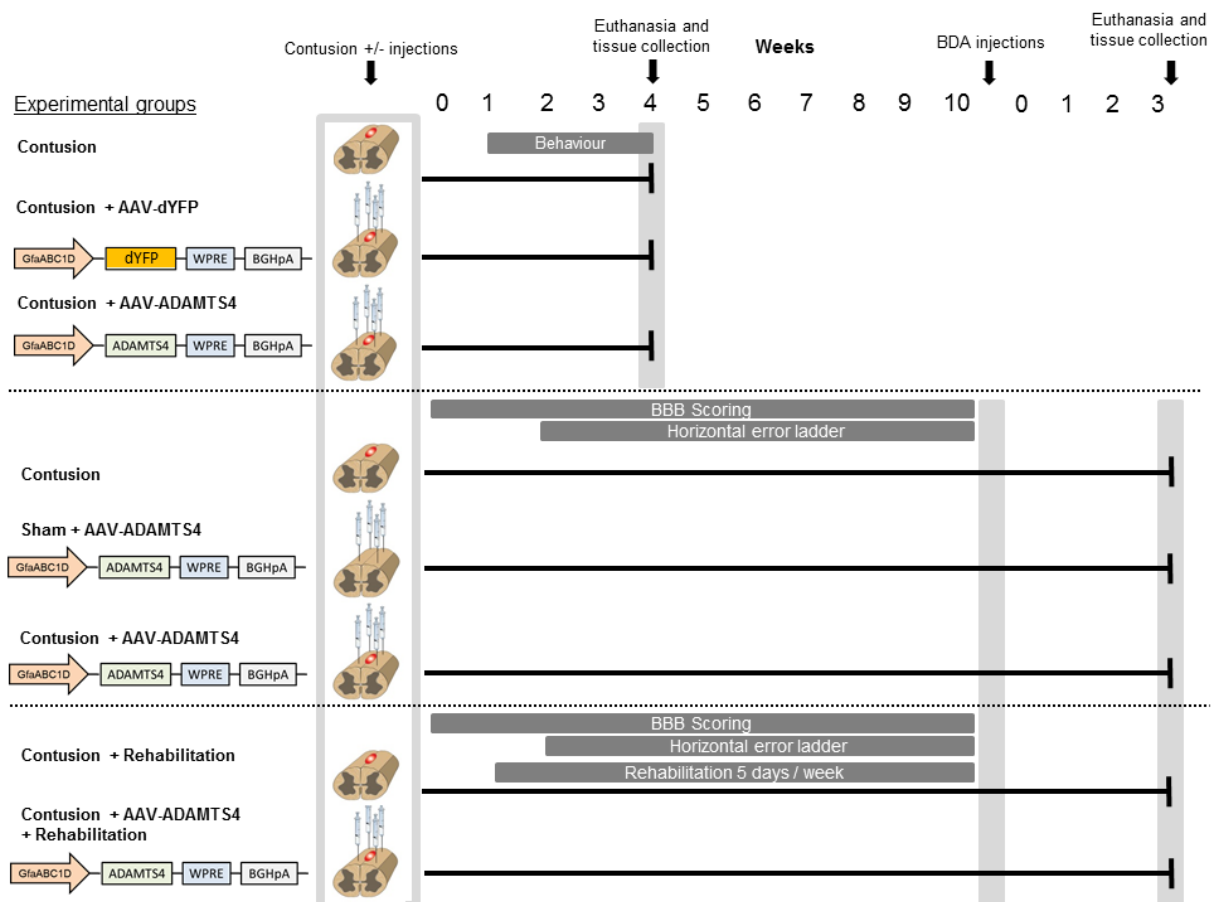 Contusion +/- injections
Euthanasia and
tissue collection
Weeks
BDA injections
Euthanasia and
tissue collection
Experimental groups
0 1 2 3 4 5 6 7 8 9 10 0 1 2 3
Contusion
Behaviour
Contusion + AAV-dYFP
GfaABC1D dYFP WPRE BGHpA
Contusion + AAV-ADAMTS4
GfaABC1D ADAMTS4 WPRE BGHpA
BBB Scoring
Horizontal error ladder
Contusion
Sham + AAV-ADAMTS4
GfaABC1D ADAMTS4 WPRE BGHpA
Contusion + AAV-ADAMTS4
GfaABC1D ADAMTS4 WPRE BGHpA
BBB Scoring
Horizontal error ladder
Contusion + Rehabilitation
Rehabilitation 5 days / week
Contusion + AAV-ADAMTS4
+ Rehabilitation
GfaABC1D ADAMTS4 WPRE BGHpA